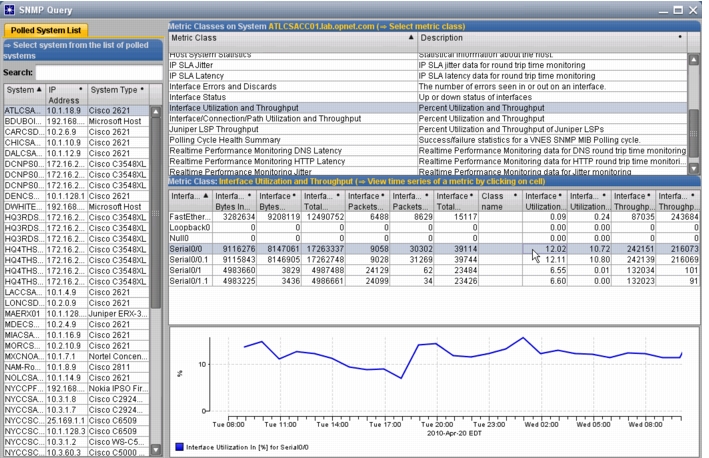 SNMP Query
Polled System List
⇒ Select system from the list of polled
systems
Search:
System ▲ IP Address System Type
ATLCSA... 10.1.18.9 Cisco 2621
BDUBOI... 192.168.... Microsoft Host
CARCSD... 10.2.6.9 Cisco 2621
CHICSA... 10.1.10.9 Cisco 2621
DALCSA... 10.1.12.9 Cisco 2621
DCNPS0... 172.16.2... Cisco C3548XL
DCNPS0... 172.16.2... Cisco C3548XL
DCNPS0... 172.16.2... Cisco C3548XL
DENCS... 10.1.128.1 Cisco 2621
DWHITE... 192.168.... Microsoft Host
HQ3RDS... 172.16.2... Cisco C3548XL
HQ3RDS... 172.16.2... Cisco C3548XL
HQ3RDS... 172.16.2... Cisco C3548XL
HQ4THS... 172.16.2... Cisco C3548XL
HQ4THS... 172.16.2... Cisco C3548XL
HQ4THS... 172.16.2... Cisco C3548XL
HQ4THS... 172.16.2... Cisco C3548XL
LACCSA... 10.1.4.9 Cisco 2621
LONCSD... 10.2.0.9 Cisco 2621
MAERX01 10.1.128.... Juniper ERX-3...
MDECS... 10.2.4.9 Cisco 2621
MIACSA... 10.1.16.9 Cisco 2621
MORCS... 10.2.10.9 Cisco 2621
MXCNOA... 10.1.7.1 Nortel Concen...
NAM-Ro... 10.1.8.9 Cisco 2811
NOLCSA... 10.1.14.9 Cisco 2621
NYCCPF... 192.168.... Nokia IPSO Fir...
NYCCSC... 10.3.1.8 Cisco C2924...
NYCCSC... 10.3.1.7 Cisco C2924...
NYCCSC... 25.169.1.1 Cisco C6509
NYCCSC... 10.1.128.3 Cisco C6509
NYCCSC... 10.3.1.2 Cisco WS-C5...
NYCCSC... 10.3.60.3 Cisco C5000 ...
Metric Classes on System ATLCSACC01.lab.opnet.com (⇒ Select metric class)
Metric Class ▲ Description
Host System Statistics Statistical information about the host.
IP SLA Jitter IP SLA jitter data for round trip time monitoring
IP SLA Latency IP SLA latency data for round trip time monitoring
Interface Errors and Discards The number of errors seen in or out on an interface.
Interface Status Up or down status of interfaces
Interface Utilization and Throughput Percent Utilization and Throughput
Interface/Connection/Path Utilization and Throughput Percent Utilization and Throughput
Juniper LSP Throughput Percent Utilization and Throughput of Juniper LSPs
Polling Cycle Health Summary Success/failure statistics for a VNES SNMP MIB Polling cycle.
Realtime Performance Monitoring DNS Latency Realtime Performance Monitoring data for DNS round trip time monitori...
Realtime Performance Monitoring HTTP Latency Realtime Performance Monitoring data for HTTP round trip time monitori...
Realtime Performance Monitoring Jitter Realtime Performance Monitoring data for jitter
Metric Class: Interface Utilization and Throughput (⇒ View time series of a metric by clicking on cell)
Interfa... ▲ Interfa... Bytes In... Interfa... Bytes... Interfa... Total... Interfa... Packets... Interfa... Packets... Interfa... Total... Class name Interface Utilization Interfa... Utilization... Interface Throughp... Interfa... Throughp...
FastEther... 3282634 9208119 12490752 6488 8629 15117 0.09 0.24 87035 243684
Loopback0 0 0 0 0 0 0 0 0 0 0
Null0 0 0 0 0 0 0 0 0 0 0
Serial0/0 9116276 8147061 17263337 9058 30302 39114 12.02 10.72 242151 216073
Serial0/0.1 9115843 8146905 17262748 9028 31269 39744 12.11 10.80 242139 216069
Serial0/1 4983660 3829 4987488 24129 62 23484 6.55 0.01 132034 101
Serial0/1.1 4983225 3436 4986661 24099 34 23426 6.60 0.00 132023 91
%
10
0
Tue 08:00 Tue 11:00 Tue 14:00 Tue 17:00 Tue 20:00 Tue 23:00 Wed 02:00 Wed 05:00 Wed 08:00
2010-Apr-20 EDT
Interface Utilization In [%] for Serial0/0